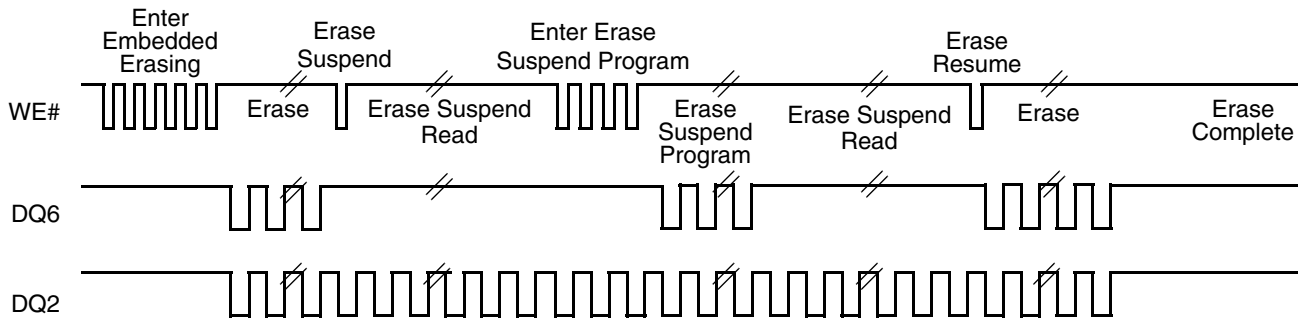 Enter
Embedded
Erasing
Erase
Suspend
Enter Erase
Suspend Program
Erase
Resume
WE#
Erase
Erase Suspend
Read
Erase
Suspend
Program
Erase Suspend
Read
Erase
Erase
Complete
DQ6
DQ2